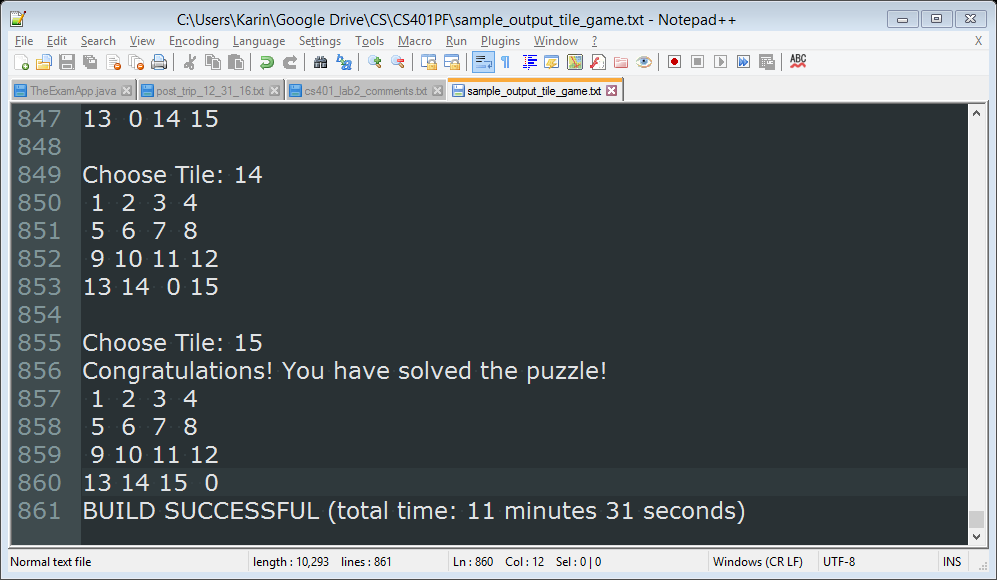 C:\Users\Karin\Google Drive\CS\CS401PF\sample_output_tile_game.txt - Notepad++
File Edit Search View Encoding Language Settings Tools Macro Run Plugins Window ? X
ABC
TheExamApp.java post_trip_12_31_16.txt cs401_lab2_comments.txt sample_output_tile_game.txt
847 13 0 14 15
848
849 Choose Tile: 14
850 1 2 3 4
851 5 6 7 8
852 9 10 11 12
853 13 14 0 15
854
855 Choose Tile: 15
856 Congratulations! You have solved the puzzle!
857 1 2 3 4
858 5 6 7 8
859 9 10 11 12
860 13 14 15 0
861 BUILD SUCCESSFUL (total time: 11 minutes 31 seconds)
Normal text file length : 10,293 lines : 861 Ln : 860 Col : 12 Sel : 0 | 0 Windows (CR LF) UTF-8 INS